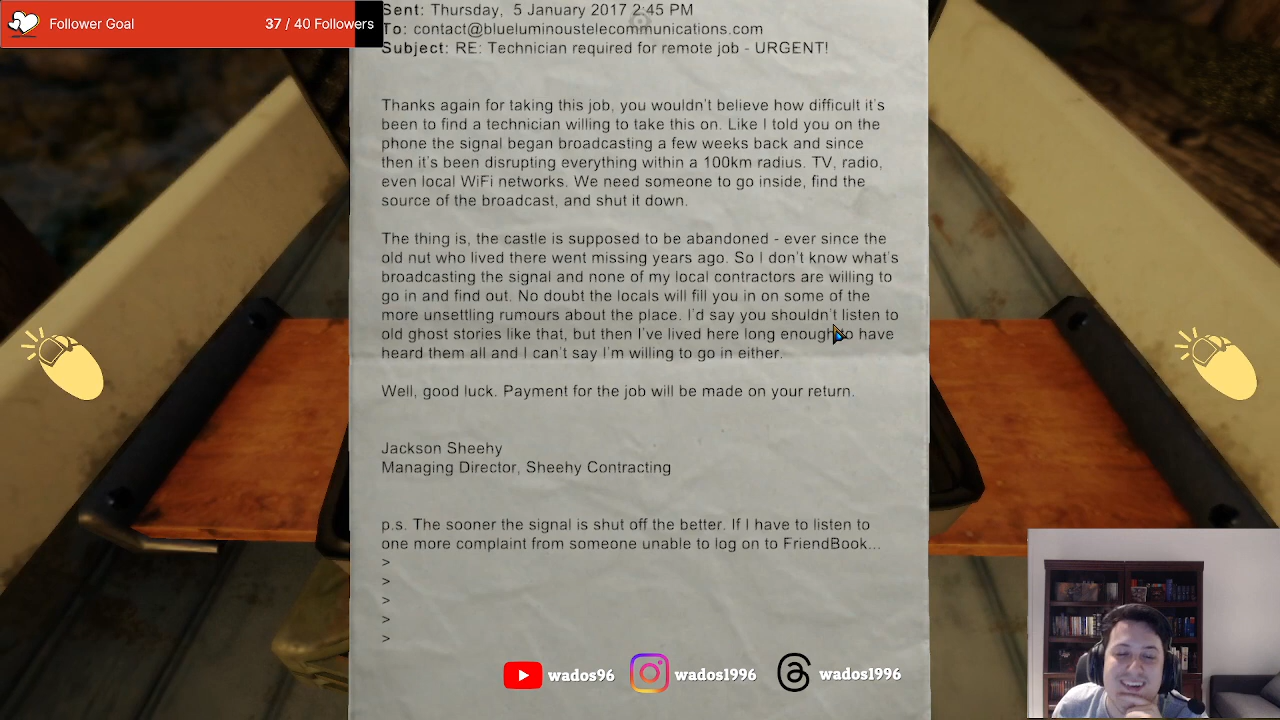 Follower Goal
37 / 40 Followers
Sent: Thursday, 5 January 2017 2:45 PM
To: contact@blueluminoustelecommunications.com
Subject: RE: Technician required for remote job - URGENT!
Thanks again for taking this job, you wouldn't believe how difficult it's
been to find a technician willing to take this on. Like I told you on the
phone the signal began broadcasting a few weeks back and since
then it's been disrupting everything within a 100km radius. TV, radio,
even local WiFi networks. We need someone to go inside, find the
source of the broadcast, and shut it down.
The thing is, the castle is supposed to be abandoned - ever since the
old nut who lived there went missing years ago. So I don't know what's
broadcasting the signal and none of my local contractors are willing to
go in and find out. No doubt the locals will fill you in on some of the
more unsettling rumours about the place. I'd say you shouldn't listen to
old ghost stories like that, but then I've lived here long enough to have
heard them all and I can't say I'm willing to go in either.
Well, good luck. Payment for the job will be made on your return.
Jackson Sheehy
Managing Director, Sheehy Contracting
p.s. The sooner the signal is shut off the better. If I have to listen to
one more complaint from someone unable to log on to FriendBook...
>
>
>
>
>
wados96 wados1996 wados1996